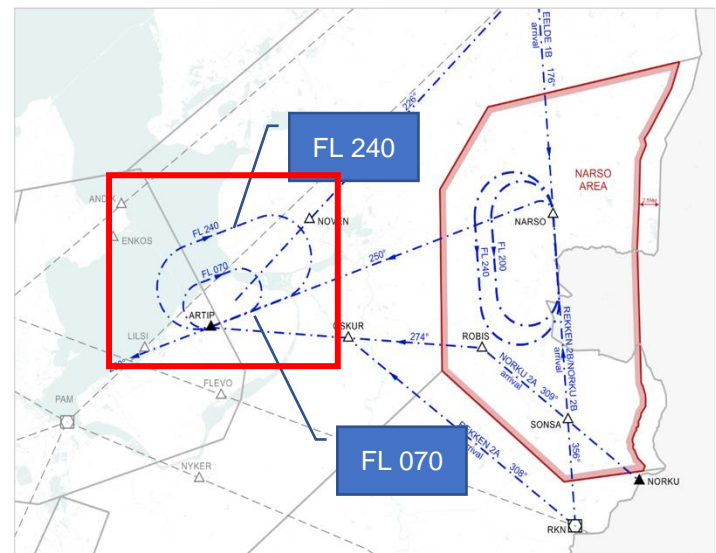 EELDE 1B 176°
arrival
226°
FL 240
NARSO
AREA
ANDIK
ENKOS
NOVEN
NARSO
FL 240
FL 070
250°
FL 200
FL 240
ARTIP
OSKUR
274°
ROBIS
LILSI
FLEVO
PAM
NYKER
NORKU 2A 309°
arrival
REKKEN 2B/NORKU 2B
arrival
SONSA
REKKEN 2A 308°
arrival
356°
FL 070
NORKU
RKN